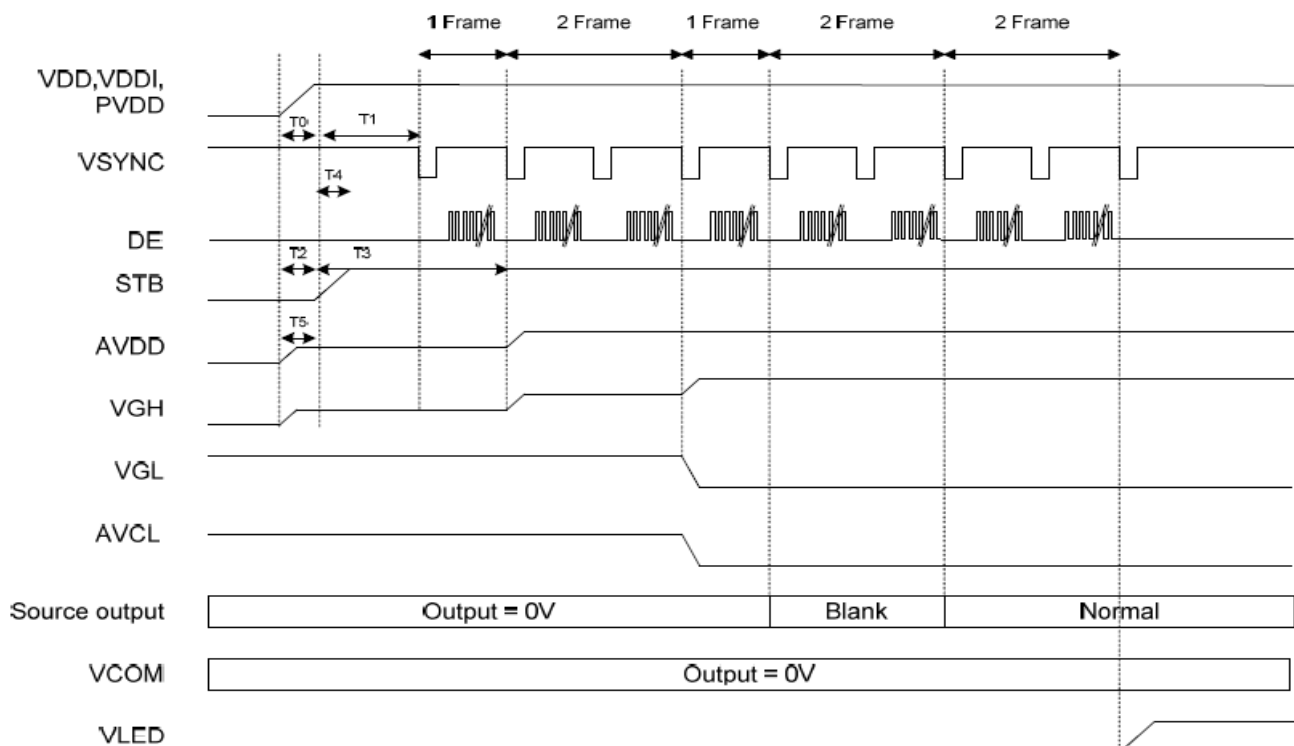 1 Frame 2 Frame 1 Frame 2 Frame 2 Frame
VDD,VDDI,
PVDD
T0 T1
VSYNC
T4
DE
T2 T3
STB
T5
AVDD
VGH
VGL
AVCL
Source output Output = 0V Blank Normal
VCOM Output = 0V
VLED